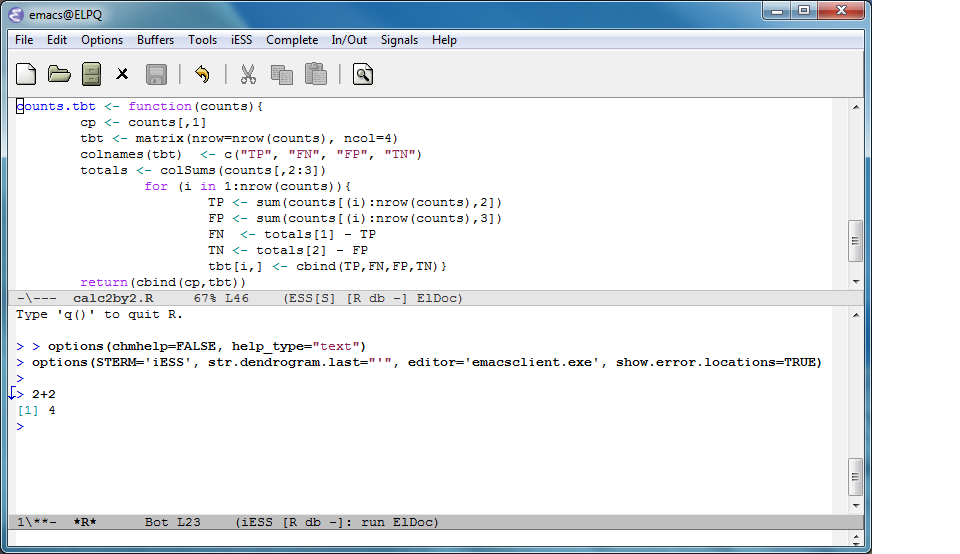 emacs@ELPQ
File Edit Options Buffers Tools iESS Complete In/Out Signals Help
counts.tbt <- function(counts){
        cp <- counts[,1]
        tbt <- matrix(nrow=nrow(counts), ncol=4)
        colnames(tbt)  <- c("TP", "FN", "FP", "TN")
        totals <- colSums(counts[,2:3])
                for (i in 1:nrow(counts)){
                        TP <- sum(counts[(i):nrow(counts),2])
                        FP <- sum(counts[(i):nrow(counts),3])
                        FN  <- totals[1] - TP
                        TN <- totals[2] - FP
                        tbt[i,] <- cbind(TP,FN,FP,TN)}
        return(cbind(cp,tbt))
-\---  calc2by2.R     67% L46    (ESS[S] [R db -] ElDoc)
Type 'q()' to quit R.
> > options(chmhelp=FALSE, help_type="text")
> options(STERM='iESS', str.dendrogram.last="'", editor='emacsclient.exe', show.error.locations=TRUE)
>
> 2+2
[1] 4
>
1\**-  *R*      Bot L23    (iESS [R db -]: run ElDoc)